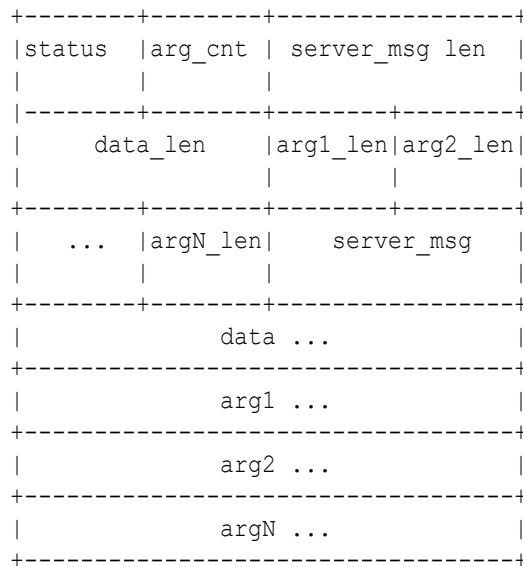 status arg_cnt server_msg len
data_len arg1_len arg2_len
... argN_len server_msg
data ...
arg1 ...
arg2 ...
argN ...